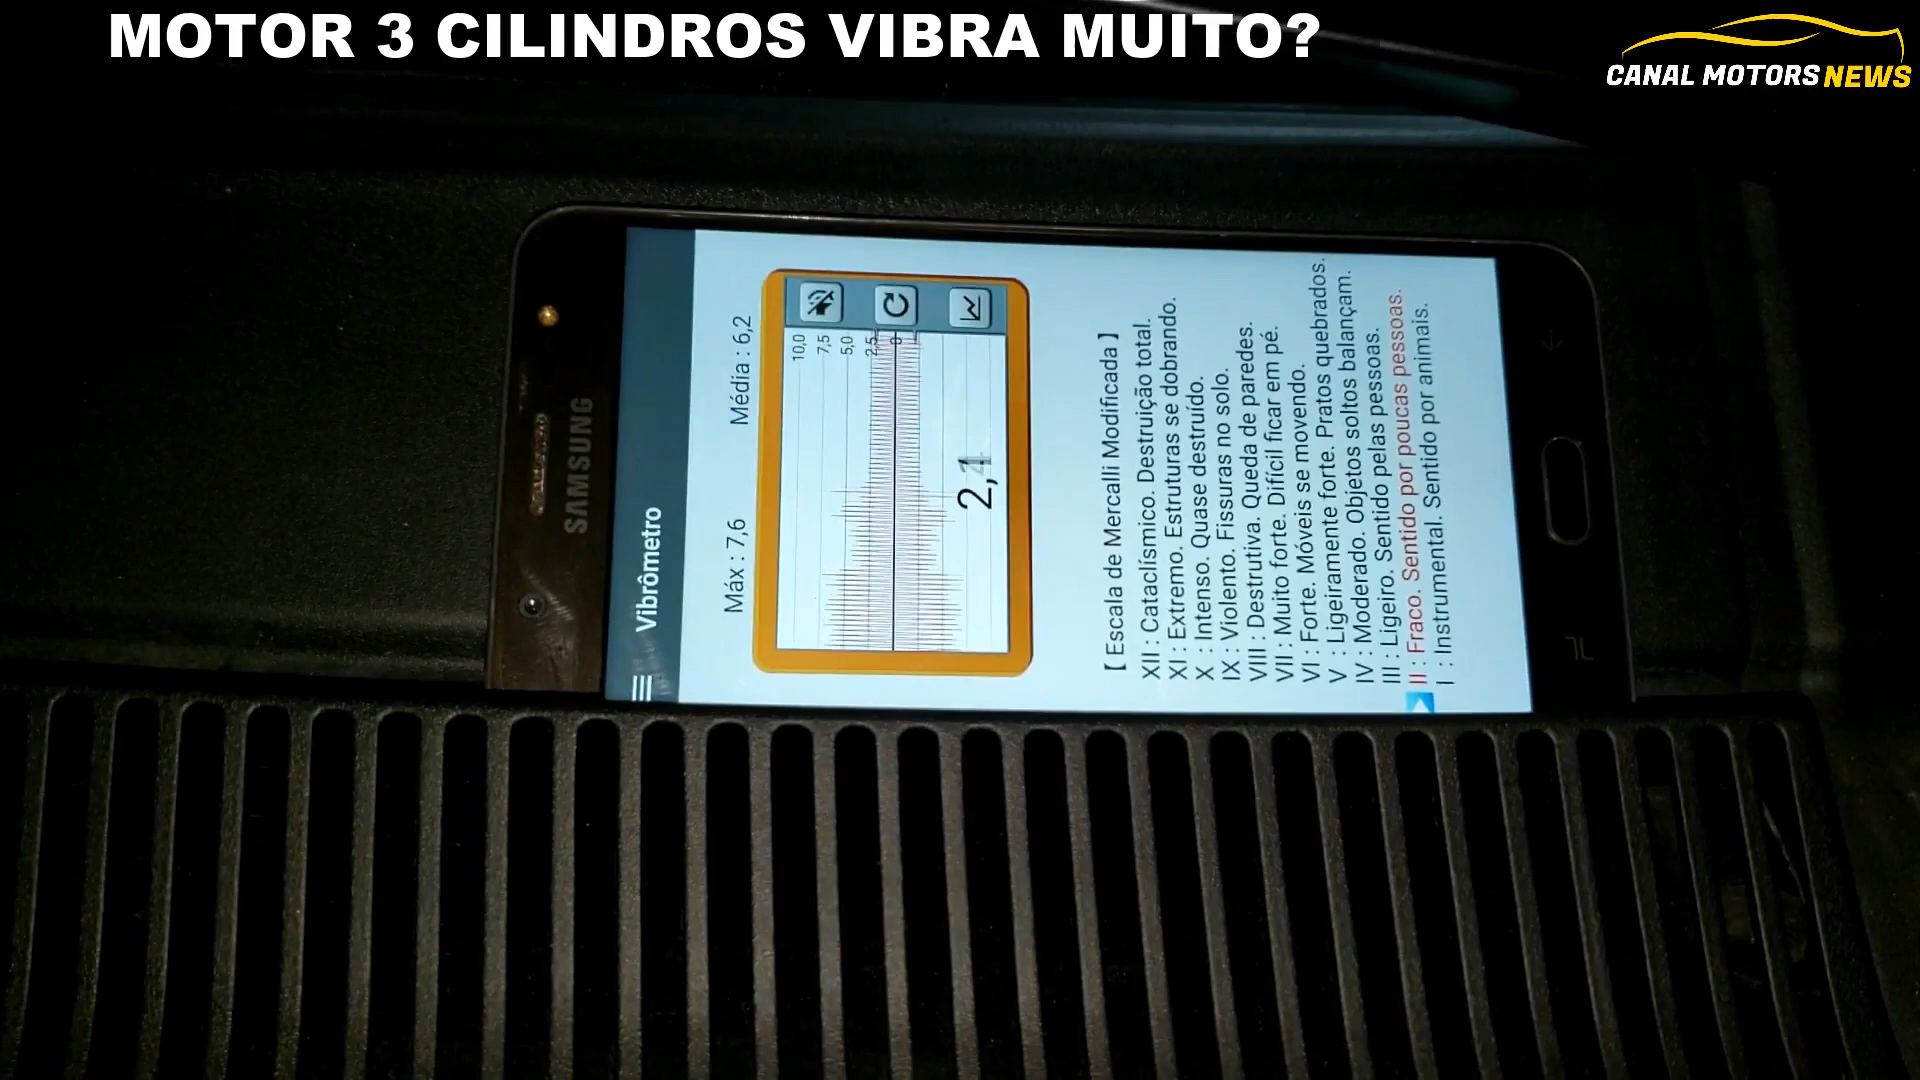 MOTOR 3 CILINDROS VIBRA MUITO?
CANAL MOTORS NEWS
SAMSUNG
Vibrômetro
Máx : 7,6
Média : 6,2
10,0
7,5
5,0
2,5
0
[ Escala de Mercalli Modificada ]
XII : Cataclísmico. Destruição total.
XI : Extremo. Estruturas se dobrando.
X : Intenso. Quase destruído.
IX : Violento. Fissuras no solo.
VIII : Destrutiva. Queda de paredes.
VII : Muito forte. Difícil ficar em pé.
VI : Forte. Móveis se movendo.
V : Ligeiramente forte. Pratos quebrados.
IV : Moderado. Objetos soltos balançam.
III : Ligeiro. Sentido pelas pessoas.
II : Fraco. Sentido por poucas pessoas.
I : Instrumental. Sentido por animais.